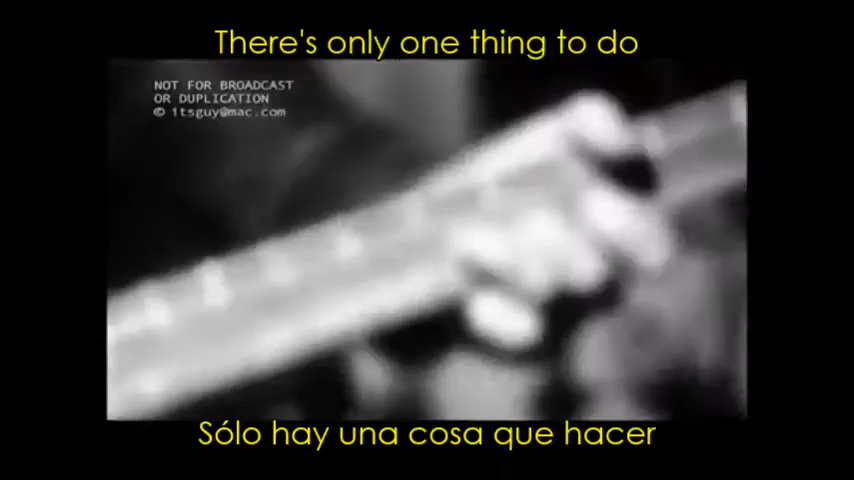 There's only one thing to do
NOT FOR BROADCAST
OR DUPLICATION
© itsguy@mac.com
Sólo hay una cosa que hacer